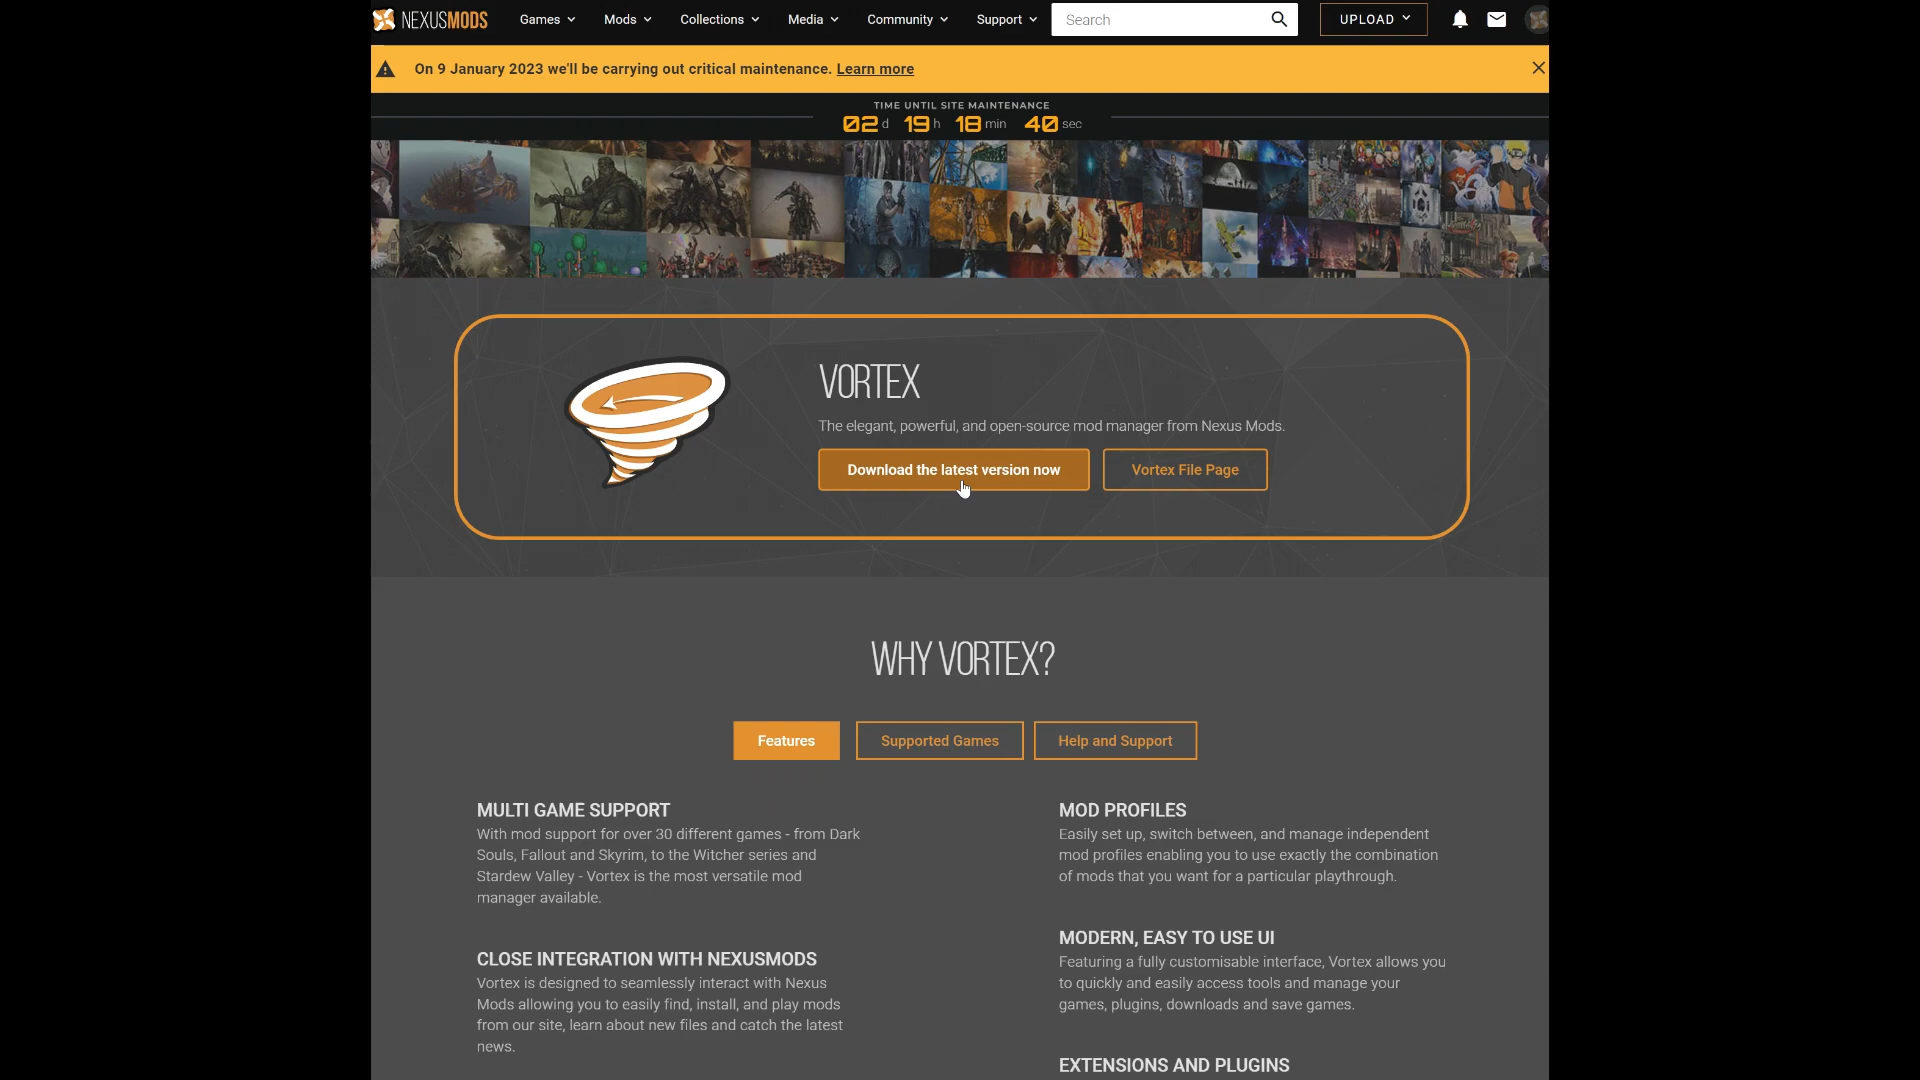 NEXUSMODS
Games
Mods
Collections
Media
Community
Support
Search
UPLOAD
On 9 January 2023 we'll be carrying out critical maintenance. Learn more
TIME UNTIL SITE MAINTENANCE
02 d 19 h 18 min 40 sec
VORTEX
The elegant, powerful, and open-source mod manager from Nexus Mods.
Download the latest version now
Vortex File Page
WHY VORTEX?
Features
Supported Games
Help and Support
MULTI GAME SUPPORT
With mod support for over 30 different games - from Dark
Souls, Fallout and Skyrim, to the Witcher series and
Stardew Valley - Vortex is the most versatile mod
manager available.
CLOSE INTEGRATION WITH NEXUSMODS
Vortex is designed to seamlessly interact with Nexus
Mods allowing you to easily find, install, and play mods
from our site, learn about new files and catch the latest
news.
MOD PROFILES
Easily set up, switch between, and manage independent
mod profiles enabling you to use exactly the combination
of mods that you want for a particular playthrough.
MODERN, EASY TO USE UI
Featuring a fully customisable interface, Vortex allows you
to quickly and easily access tools and manage your
games, plugins, downloads and save games.
EXTENSIONS AND PLUGINS